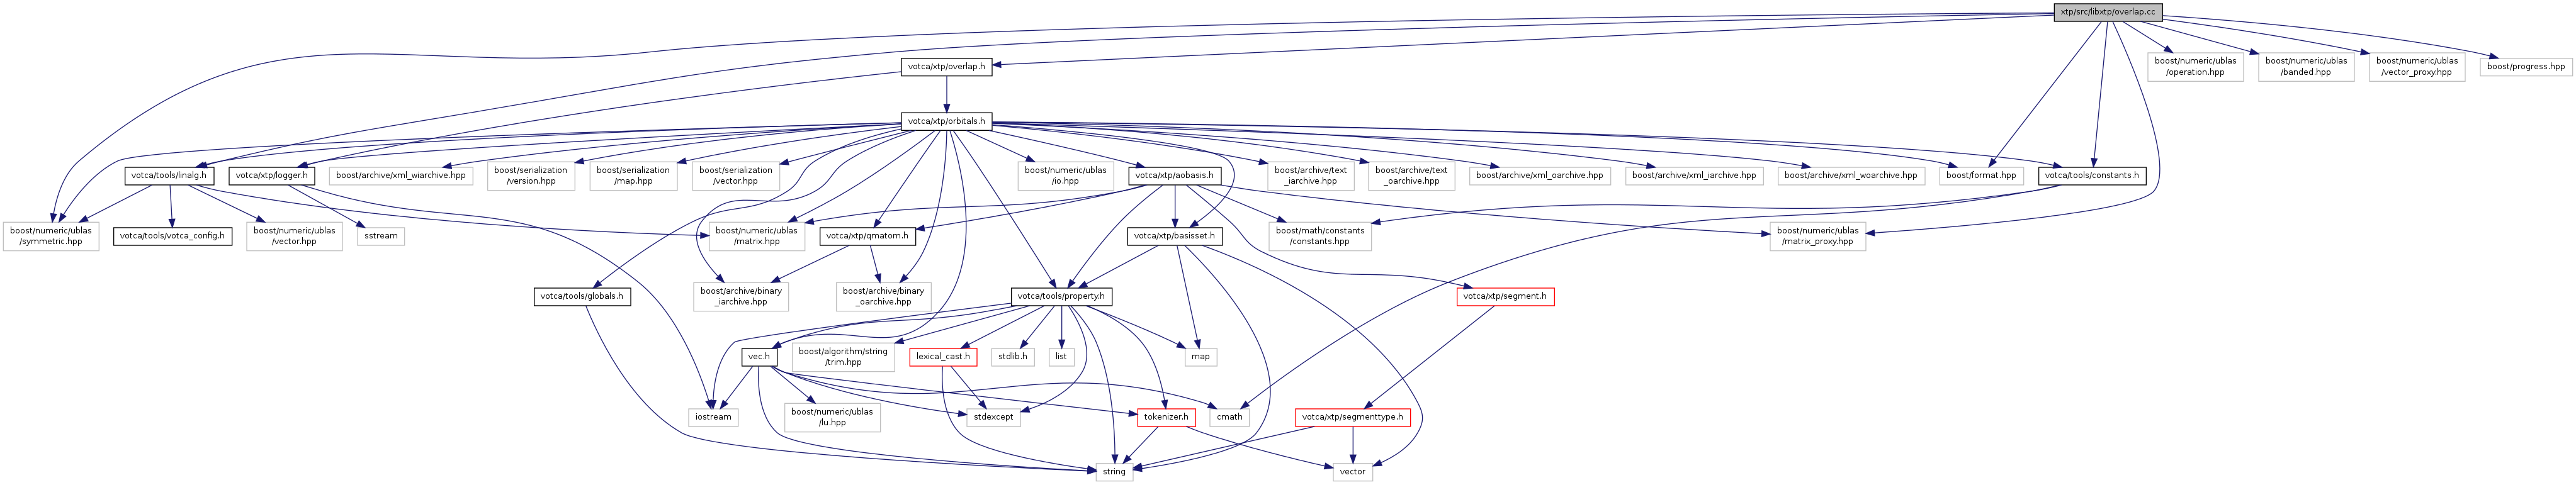 xtp/src/libxtp/overlap.cc
votca/xtp/overlap.h
boost/numeric/ublas
/operation.hpp
boost/numeric/ublas
/banded.hpp
boost/numeric/ublas
/vector_proxy.hpp
boost/progress.hpp
votca/xtp/orbitals.h
votca/tools/linalg.h
votca/xtp/logger.h
boost/archive/xml_wiarchive.hpp
boost/serialization
/version.hpp
boost/serialization
/map.hpp
boost/serialization
/vector.hpp
boost/numeric/ublas
/io.hpp
votca/xtp/aobasis.h
boost/archive/text
_iarchive.hpp
boost/archive/text
_oarchive.hpp
boost/archive/xml_oarchive.hpp
boost/archive/xml_iarchive.hpp
boost/archive/xml_woarchive.hpp
boost/format.hpp
votca/tools/constants.h
boost/numeric/ublas
/symmetric.hpp
votca/tools/votca_config.h
boost/numeric/ublas
/vector.hpp
sstream
boost/numeric/ublas
/matrix.hpp
votca/xtp/qmatom.h
votca/xtp/basisset.h
boost/math/constants
/constants.hpp
boost/numeric/ublas
/matrix_proxy.hpp
votca/tools/globals.h
boost/archive/binary
_iarchive.hpp
boost/archive/binary
_oarchive.hpp
votca/tools/property.h
votca/xtp/segment.h
vec.h
boost/algorithm/string
/trim.hpp
lexical_cast.h
stdlib.h
list
map
iostream
boost/numeric/ublas
/lu.hpp
stdexcept
tokenizer.h
cmath
votca/xtp/segmenttype.h
string
vector